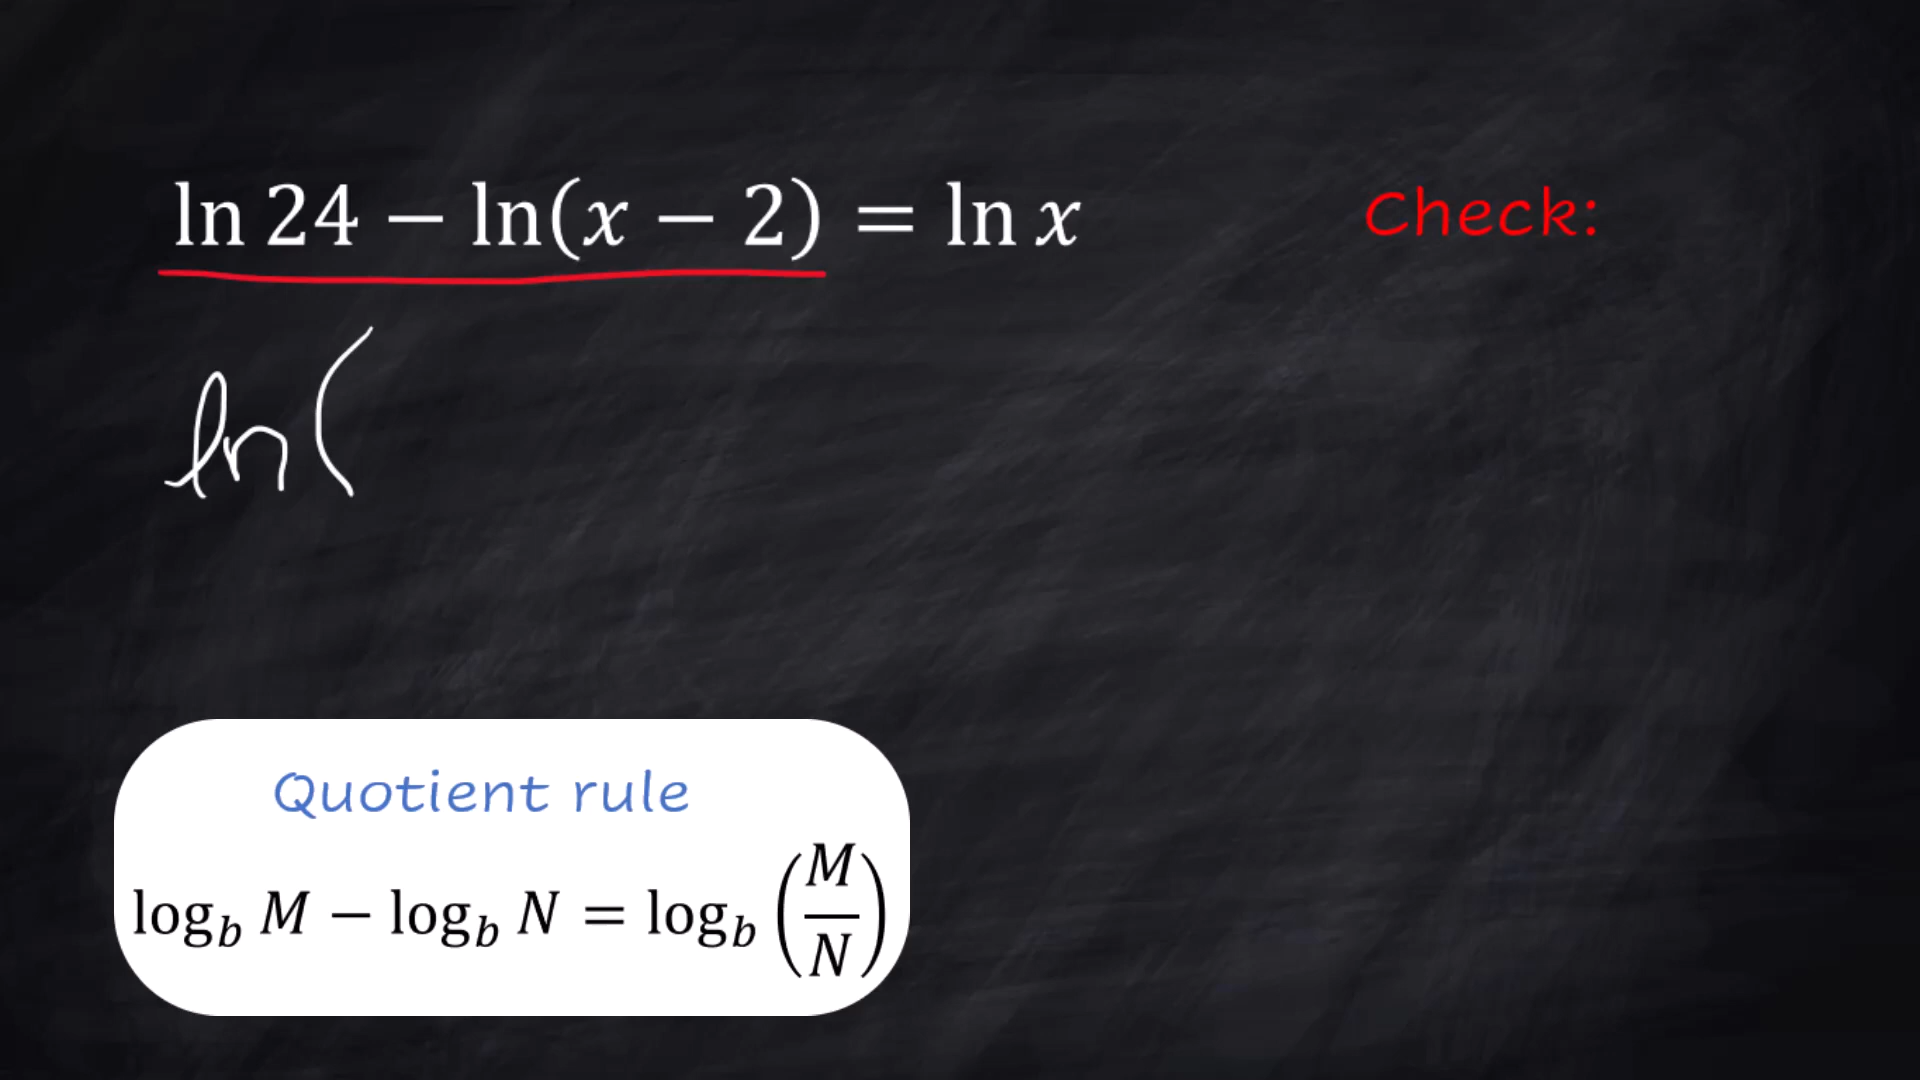 ln 24 − ln(x − 2) = ln x
Check:
ln(
Quotient rule
log_b M − log_b N = log_b (M/N)